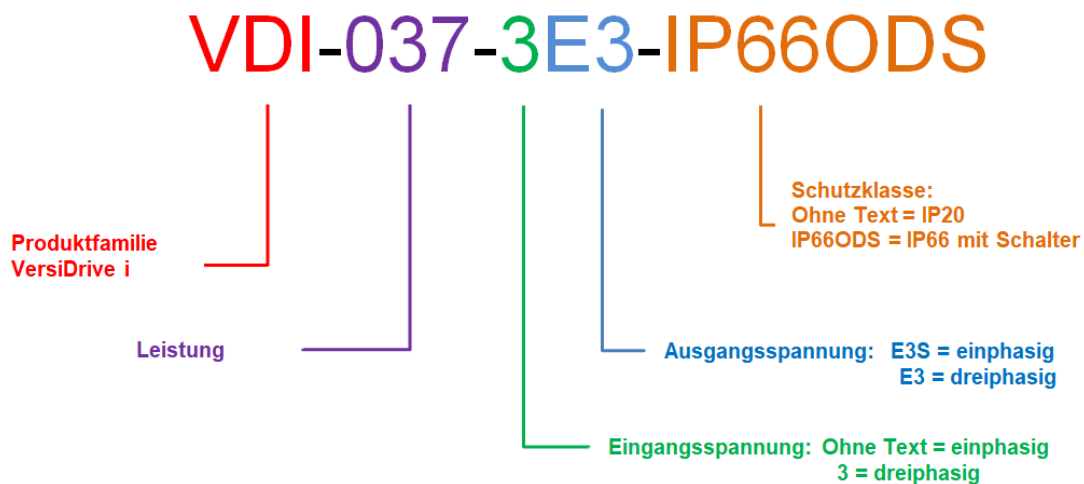 VDI-037-3E3-IP66ODS
Schutzklasse:
Ohne Text = IP20
IP66ODS = IP66 mit Schalter
Produktfamilie
VersiDrive i
Leistung
Ausgangsspannung: E3S = einphasig
E3 = dreiphasig
Eingangsspannung: Ohne Text = einphasig
3 = dreiphasig